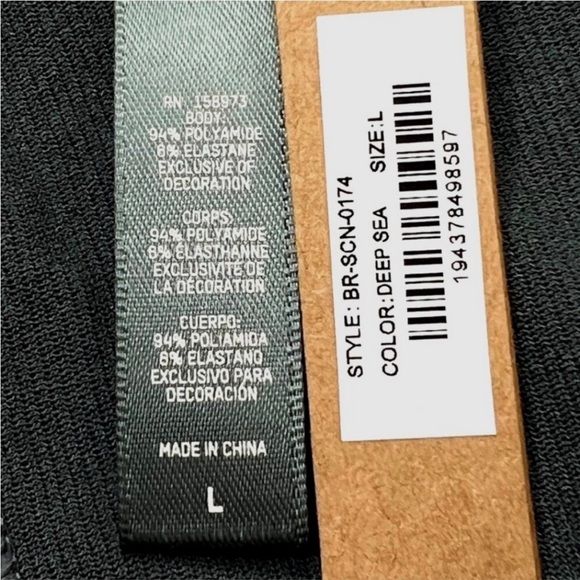 RN 158973
BODY:
94% POLYAMIDE
6% ELASTANE
EXCLUSIVE OF
DECORATION
CORPS:
94% POLYAMIDE
6% ELASTHANNE
EXCLUSIVITE DE
LA DÉCORATION
CUERPO:
94% POLIAMIDA
6% ELASTANO
EXCLUSIVO PARA
DECORACIÓN
MADE IN CHINA
L
STYLE: BR-SCN-0174
COLOR:DEEP SEA SIZE:L
194378498597